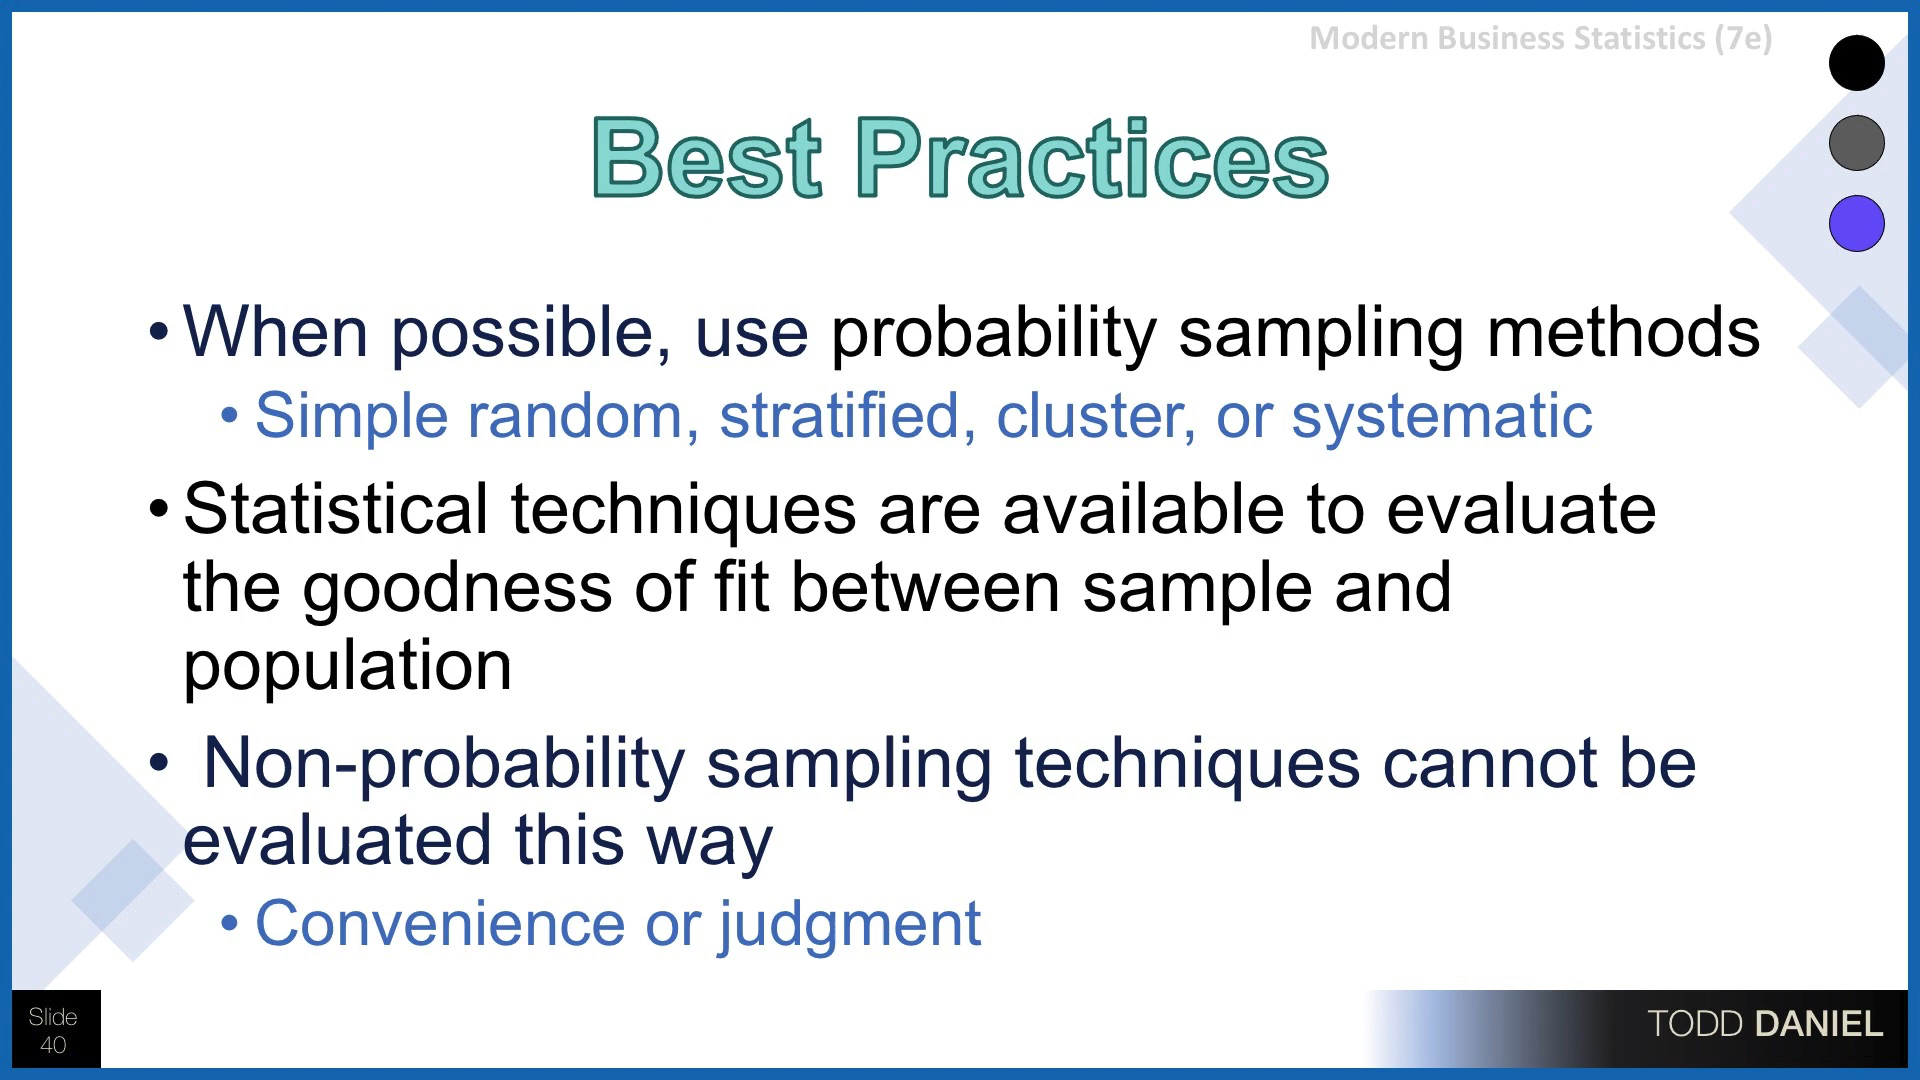 Modern Business Statistics (7e)
Best Practices
• When possible, use probability sampling methods
• Simple random, stratified, cluster, or systematic
• Statistical techniques are available to evaluate
the goodness of fit between sample and
population
• Non-probability sampling techniques cannot be
evaluated this way
• Convenience or judgment
Slide
40
TODD DANIEL